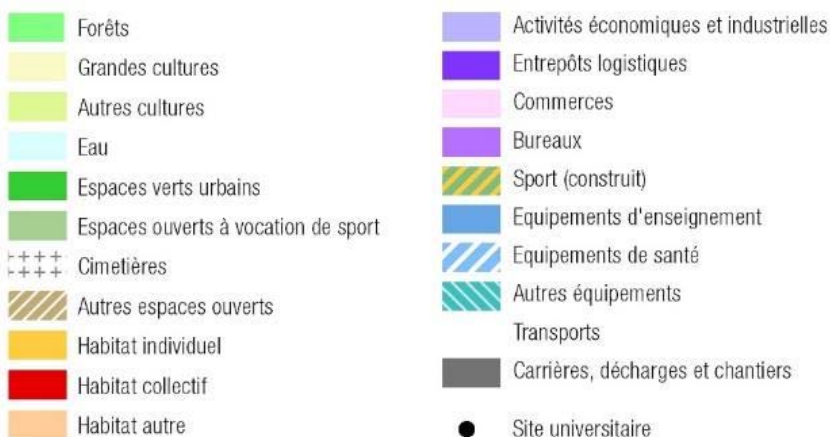 Forêts
Grandes cultures
Autres cultures
Eau
Espaces verts urbains
Espaces ouverts à vocation de sport
Cimetières
Autres espaces ouverts
Habitat individuel
Habitat collectif
Habitat autre
Activités économiques et industrielles
Entrepôts logistiques
Commerces
Bureaux
Sport (construit)
Equipements d'enseignement
Equipements de santé
Autres équipements
Transports
Carrières, décharges et chantiers
Site universitaire